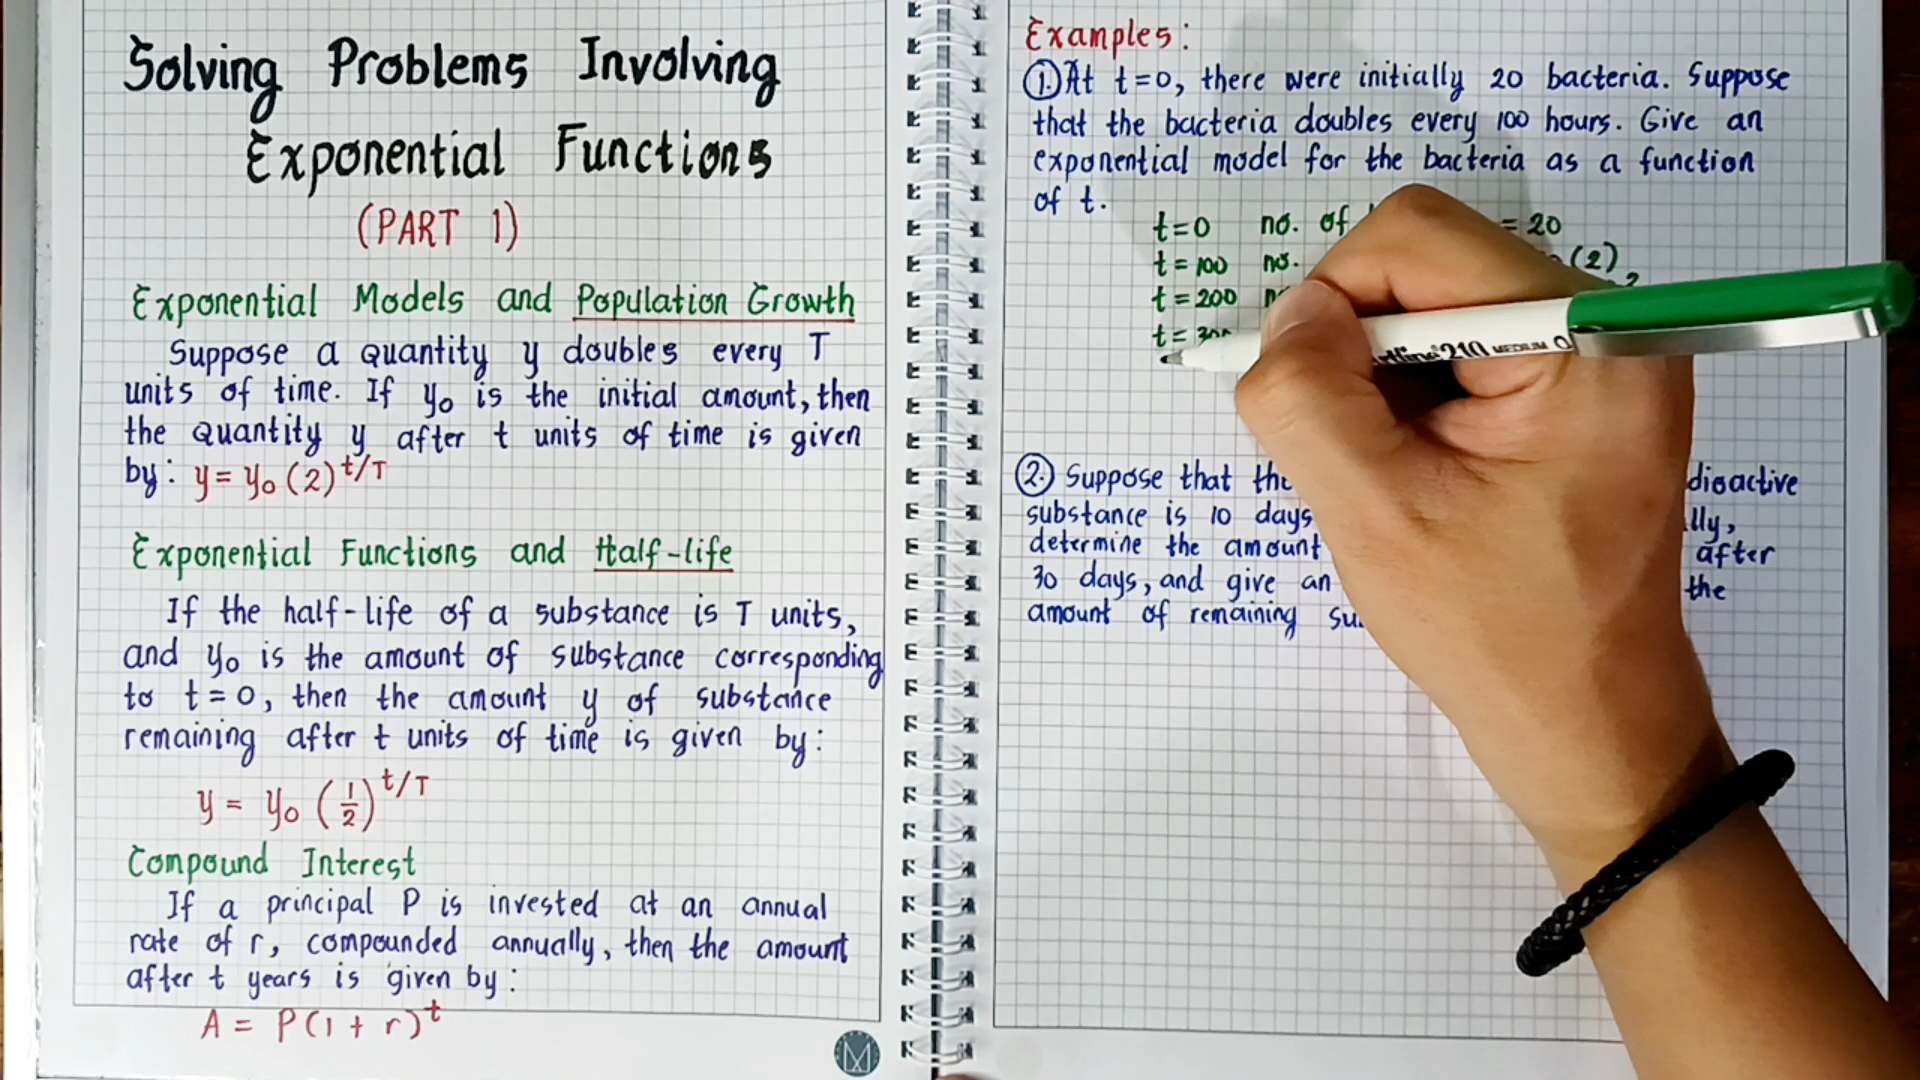 Solving Problems Involving
Exponential Functions
(PART 1)
Exponential Models and Population Growth
Suppose a quantity y doubles every T
units of time. If y₀ is the initial amount, then
the quantity y after t units of time is given
by: y = y₀ (2)^t/T
Exponential Functions and Half-life
If the half-life of a substance is T units,
and y₀ is the amount of substance corresponding
to t = 0, then the amount y of substance
remaining after t units of time is given by:
y = y₀ (1/2)^t/T
Compound Interest
If a principal P is invested at an annual
rate of r, compounded annually, then the amount
after t years is given by:
A = P(1 + r)^t
Examples:
1. At t=0, there were initially 20 bacteria. Suppose
that the bacteria doubles every 100 hours. Give an
exponential model for the bacteria as a function
of t.
t=0 no. of = 20
t = 100 no. (2)
t = 200
t = 300
2. Suppose that the dioactive
substance is 10 days lly,
determine the amount after
30 days, and give an the
amount of remaining
Artline 210 MEDIUM